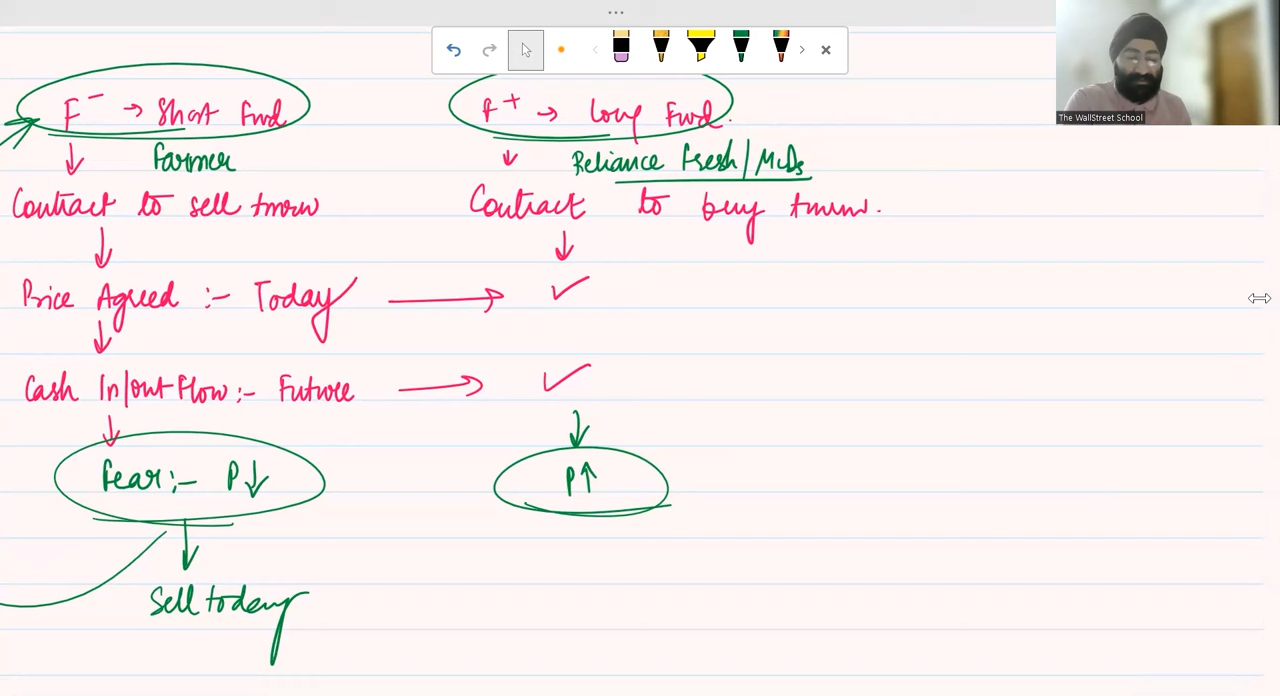 The WallStreet School
F⁻ → Short Fwd
f⁺ → Long Fwd.
Farmer
Reliance Fresh/McDs
Contract to sell tmrw
Contract to buy tmrw.
Price Agreed :- Today → ✓
Cash In/out Flow :- Future → ✓
Fear :- P↓
P↑
Sell today